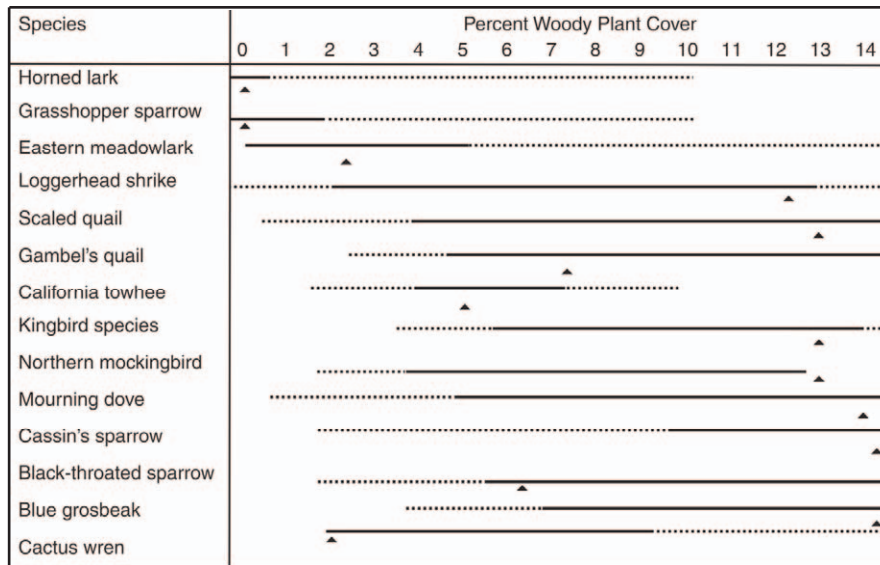 Species
Percent Woody Plant Cover
0 1 2 3 4 5 6 7 8 9 10 11 12 13 14
Horned lark
Grasshopper sparrow
Eastern meadowlark
Loggerhead shrike
Scaled quail
Gambel's quail
California towhee
Kingbird species
Northern mockingbird
Mourning dove
Cassin's sparrow
Black-throated sparrow
Blue grosbeak
Cactus wren